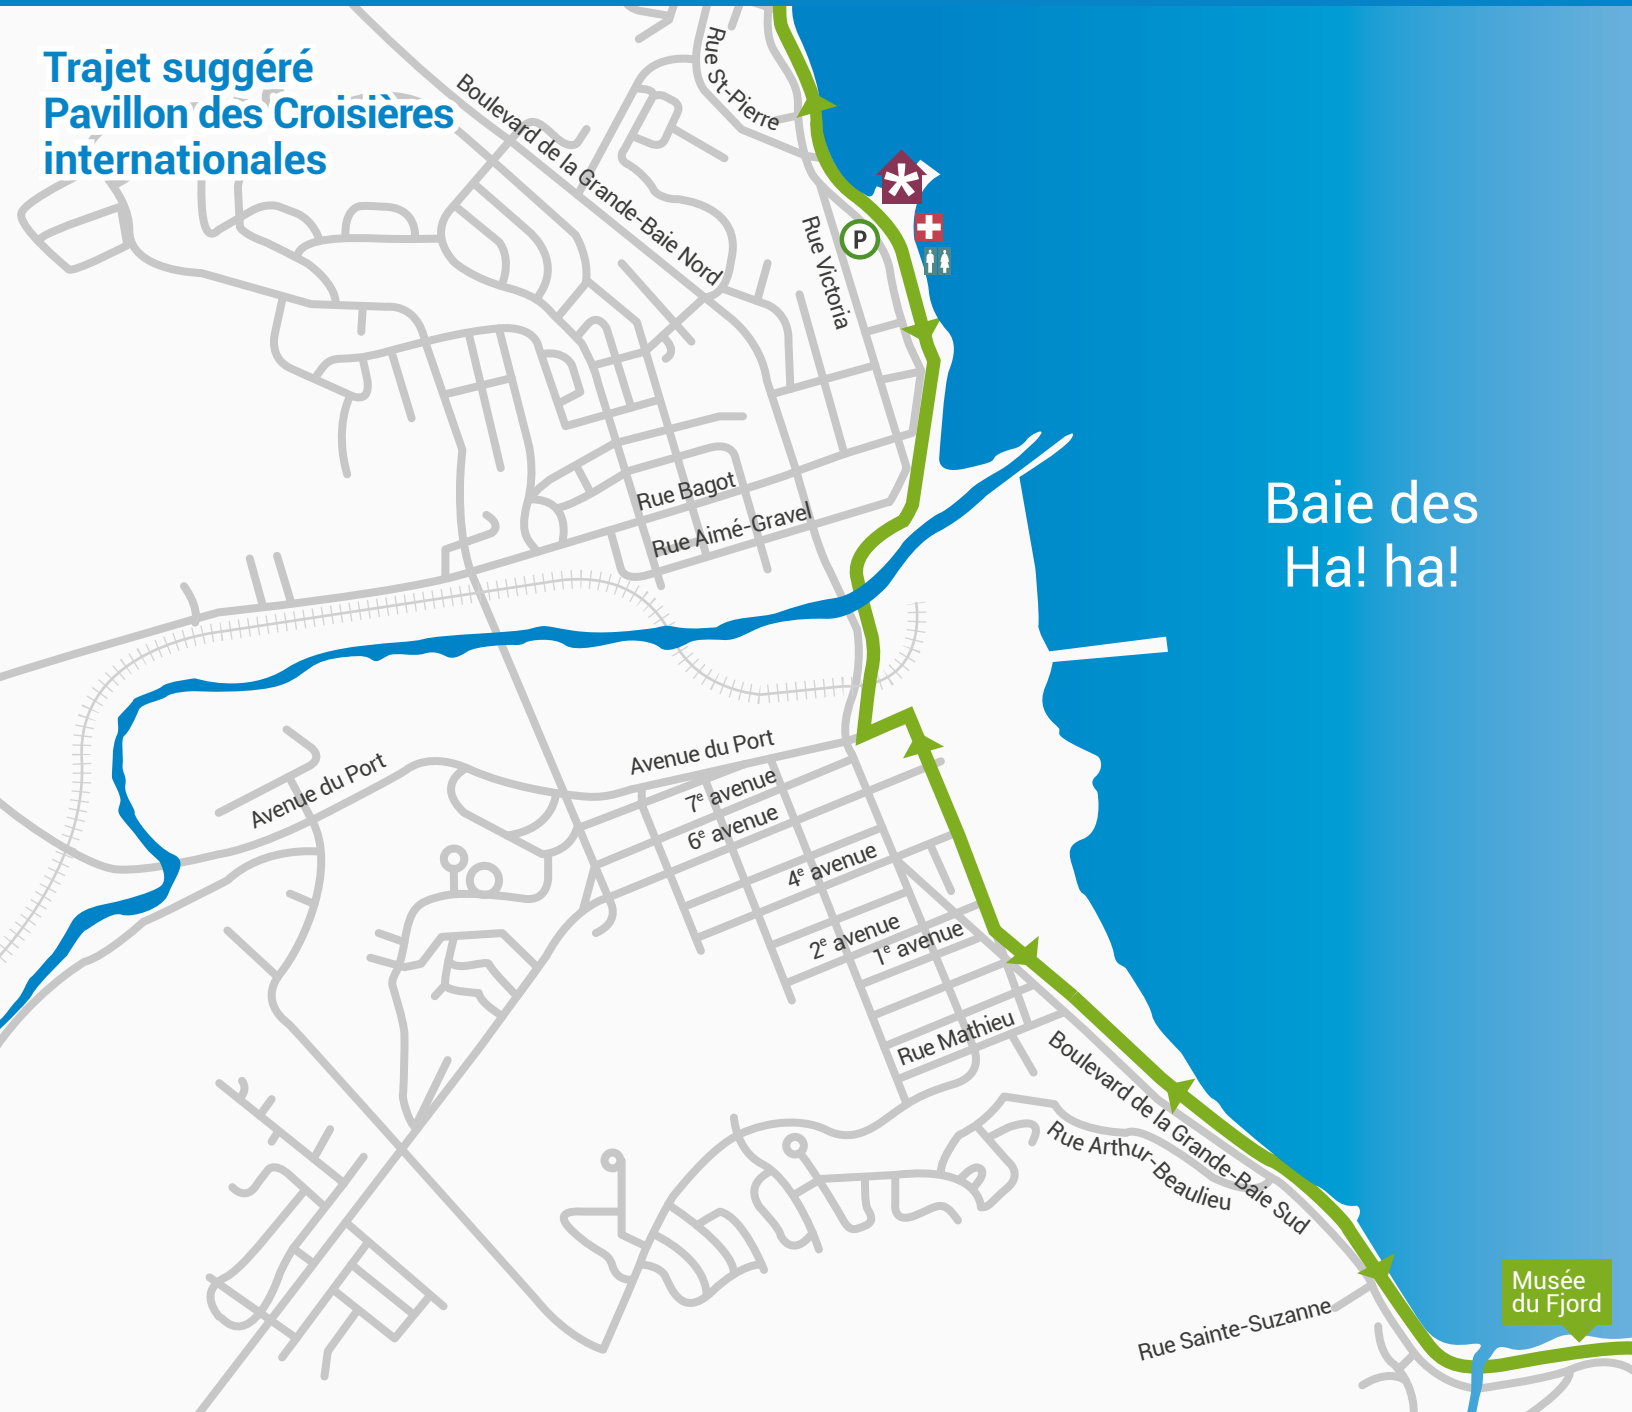 Trajet suggéré
Pavillon des Croisières
internationales
Rue St-Pierre
Boulevard de la Grande-Baie Nord
Rue Victoria
P
Rue Bagot
Rue Aimé-Gravel
Baie des
Ha! ha!
Avenue du Port
Avenue du Port
7e avenue
6e avenue
4e avenue
2e avenue
1e avenue
Rue Mathieu
Boulevard de la Grande-Baie Sud
Rue Arthur-Beaulieu
Rue Sainte-Suzanne
Musée
du Fjord